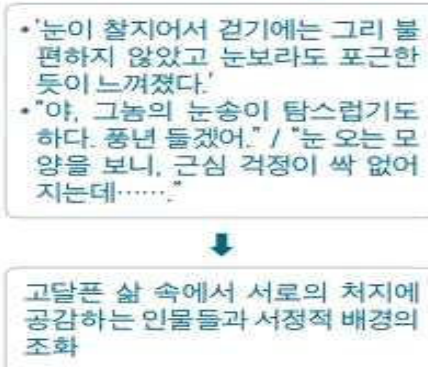 •'눈이 찰지어서 걷기에는 그리 불
편하지 않았고 눈보라도 포근한
듯이 느껴졌다.'
•"야, 그놈의 눈송이 탐스럽기도
하다. 풍년 들겠어." / "눈 오는 모
양을 보니, 근심 걱정이 싹 없어
지는데……."
고달픈 삶 속에서 서로의 처지에
공감하는 인물들과 서정적 배경의
조화